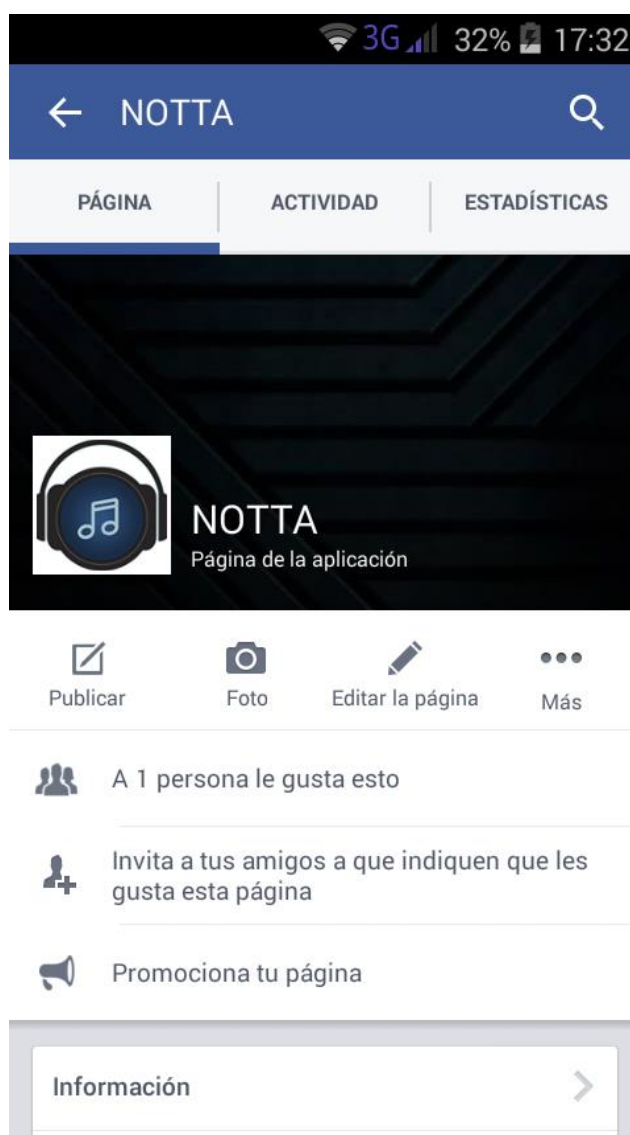 3G 32% 17:32
NOTTA
PÁGINA ACTIVIDAD ESTADÍSTICAS
NOTTA
Página de la aplicación
Publicar Foto Editar la página Más
A 1 persona le gusta esto
Invita a tus amigos a que indiquen que les
gusta esta página
Promociona tu página
Información